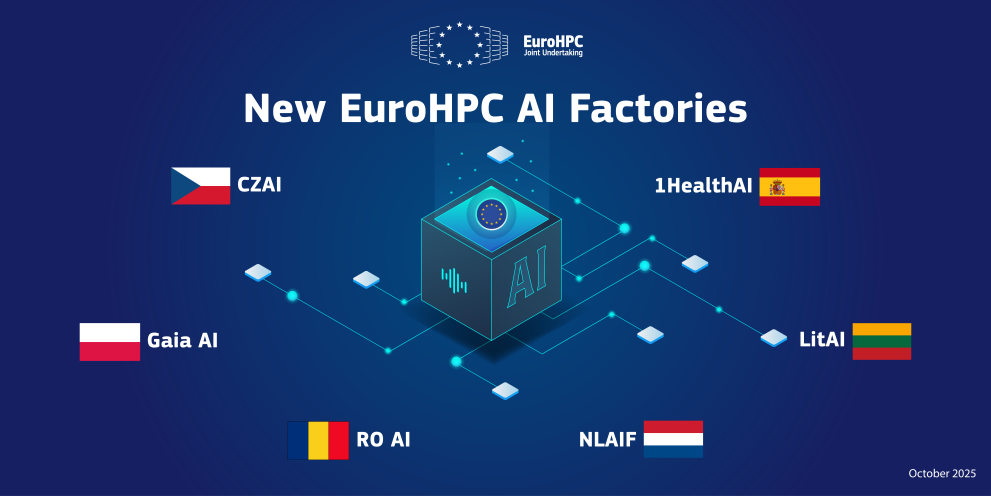 EuroHPC
Joint Undertaking
New EuroHPC AI Factories
CZAI
1HealthAI
AI
Gaia AI
LitAI
RO AI
NLAIF
October 2025